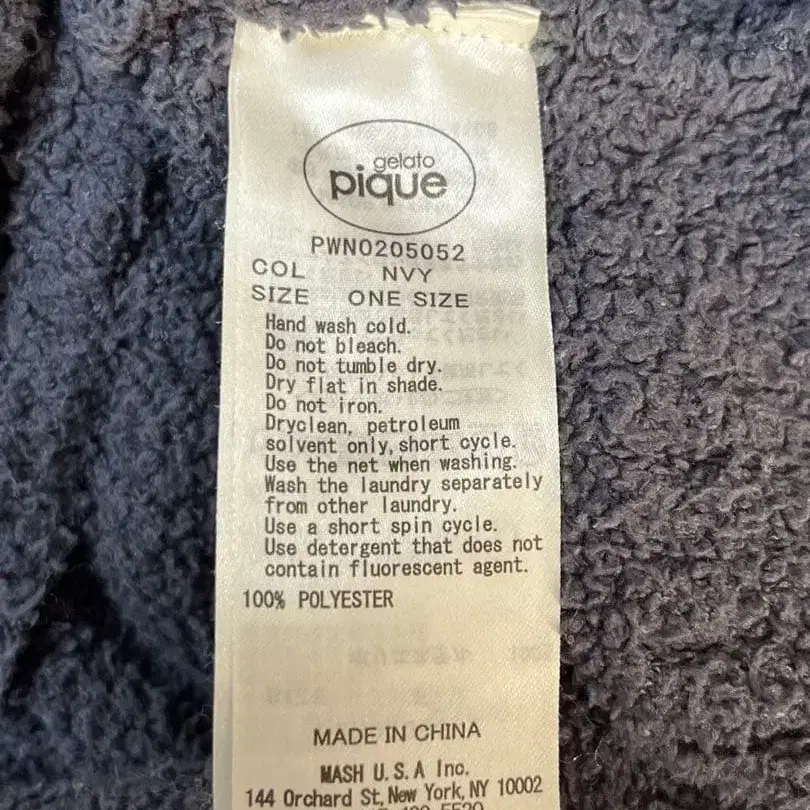 gelato
pique
PWNO205052
COL NVY
SIZE ONE SIZE
Hand wash cold.
Do not bleach.
Do not tumble dry.
Dry flat in shade.
Do not iron.
Dryclean, petroleum
solvent only, short cycle.
Use the net when washing.
Wash the laundry separately
from other laundry.
Use a short spin cycle.
Use detergent that does not
contain fluorescent agent.
100% POLYESTER
MADE IN CHINA
MASH U.S.A Inc.
144 Orchard St, New York, NY 10002